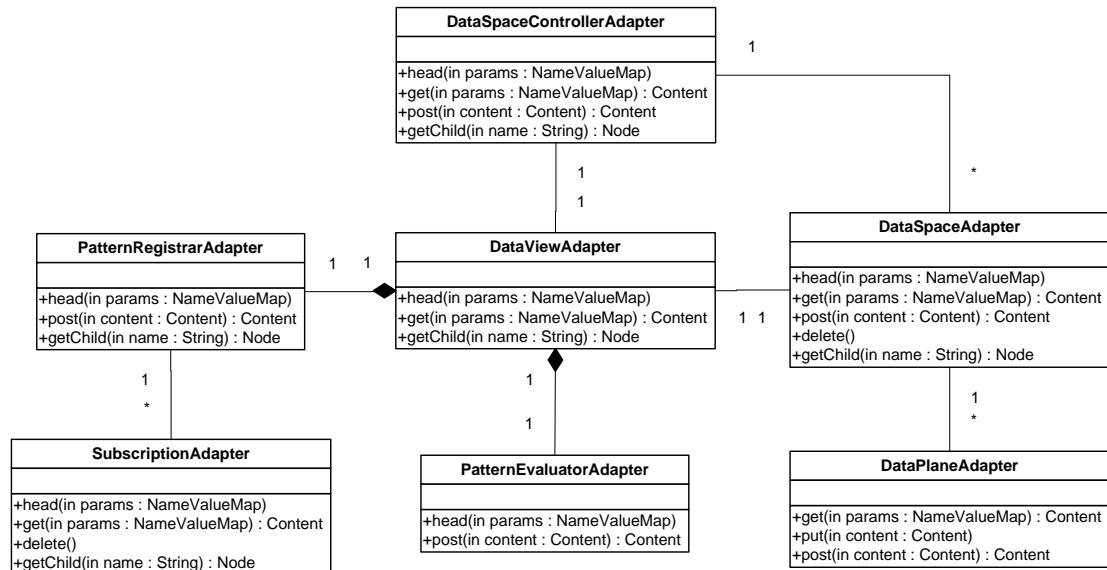 DataSpaceControllerAdapter
+head(in params : NameValueMap)
+get(in params : NameValueMap) : Content
+post(in content : Content) : Content
+getChild(in name : String) : Node
1
*
1
1
PatternRegistrarAdapter
+head(in params : NameValueMap)
+post(in content : Content) : Content
+getChild(in name : String) : Node
1 1
DataViewAdapter
+head(in params : NameValueMap)
+get(in params : NameValueMap) : Content
+getChild(in name : String) : Node
1 1
DataSpaceAdapter
+head(in params : NameValueMap)
+get(in params : NameValueMap) : Content
+post(in content : Content) : Content
+delete()
+getChild(in name : String) : Node
1
*
1
1
1
*
SubscriptionAdapter
+head(in params : NameValueMap)
+get(in params : NameValueMap) : Content
+delete()
+getChild(in name : String) : Node
PatternEvaluatorAdapter
+head(in params : NameValueMap)
+post(in content : Content) : Content
DataPlaneAdapter
+get(in params : NameValueMap) : Content
+put(in content : Content)
+post(in content : Content) : Content